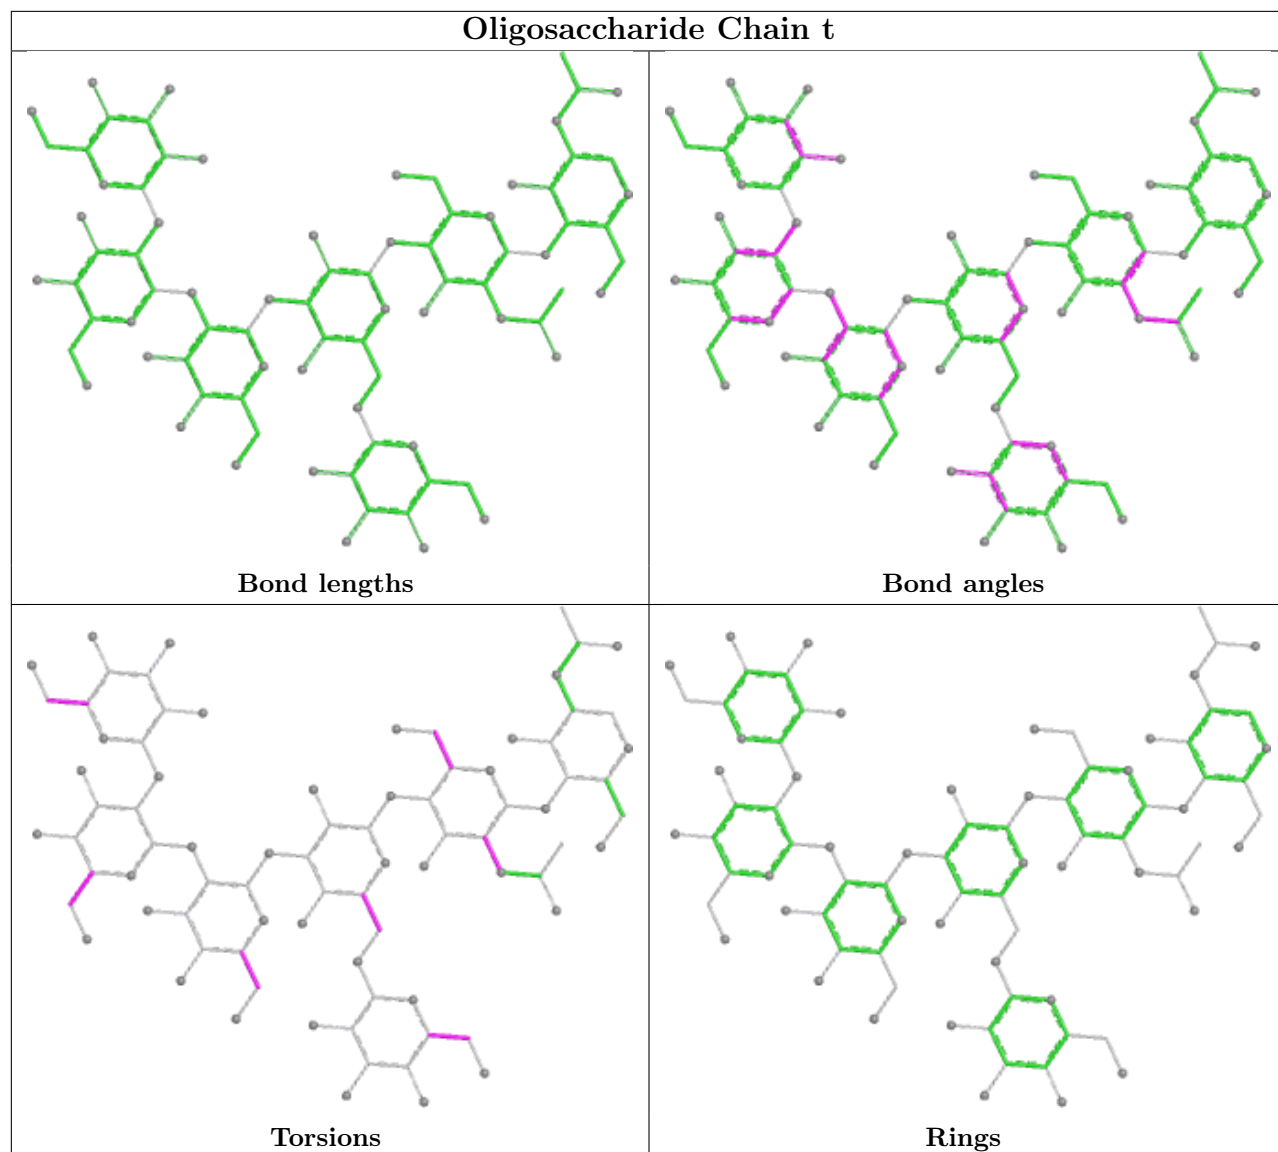 Oligosaccharide Chain t
Bond lengths
Bond angles
Torsions
Rings